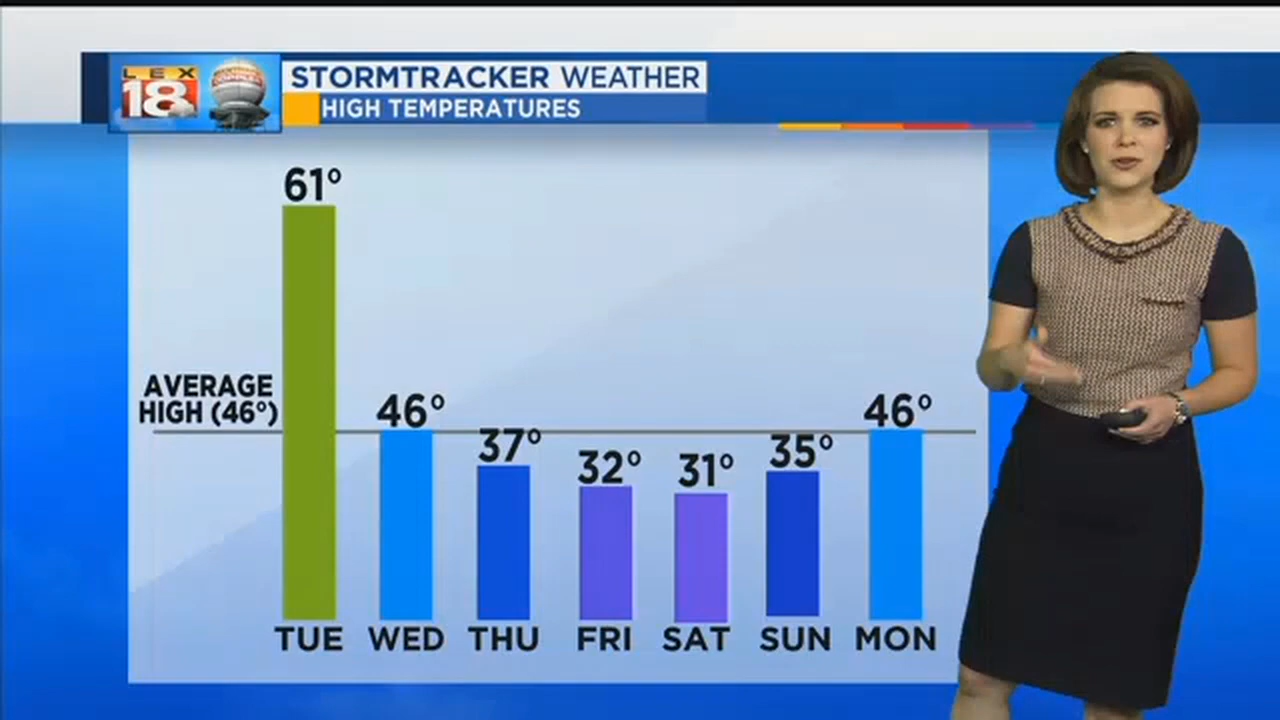 LEX
18
STORMTRACKER WEATHER
HIGH TEMPERATURES
61°
AVERAGE
HIGH (46°)
46°
37°
32°
31°
35°
46°
TUE WED THU FRI SAT SUN MON